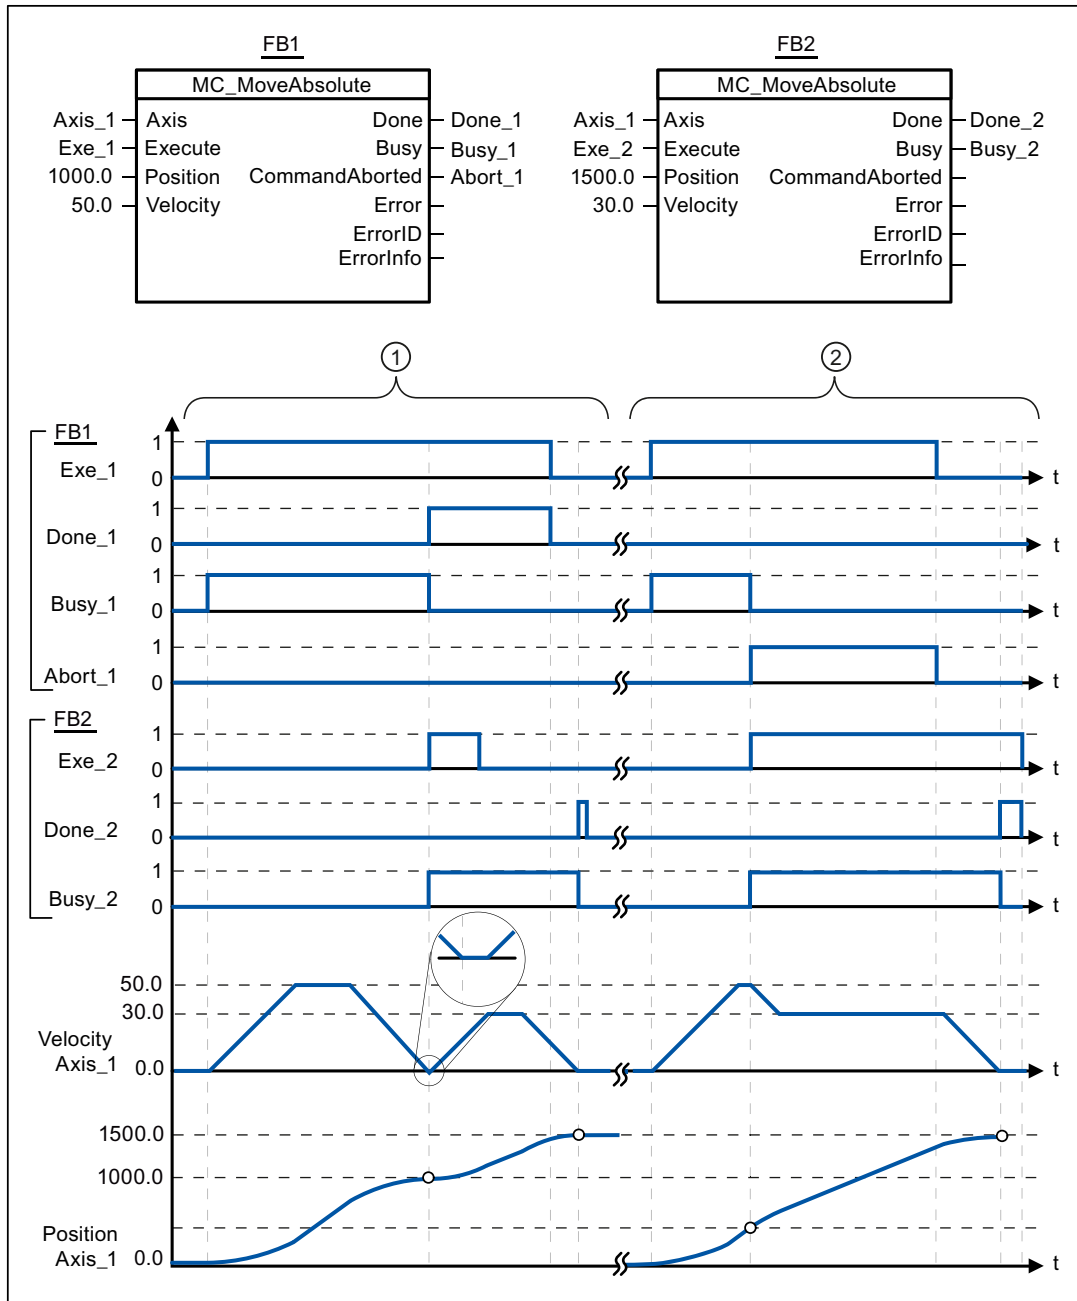 FB1 FB2
MC_MoveAbsolute MC_MoveAbsolute
Axis_1 Axis Done Done_1 Axis_1 Axis Done Done_2
Exe_1 Execute Busy Busy_1 Exe_2 Execute Busy Busy_2
1000.0 Position CommandAborted Abort_1 1500.0 Position CommandAborted
50.0 Velocity Error 30.0 Velocity Error
ErrorID ErrorID
ErrorInfo ErrorInfo
1 2
FB1
1
Exe_1 0 t
1
Done_1 0 t
1
Busy_1 0 t
1
Abort_1 0 t
FB2
1
Exe_2 0 t
1
Done_2 0 t
1
Busy_2 0 t
50.0
30.0
Velocity
Axis_1 0.0 t
1500.0
1000.0
Position
Axis_1 0.0 t